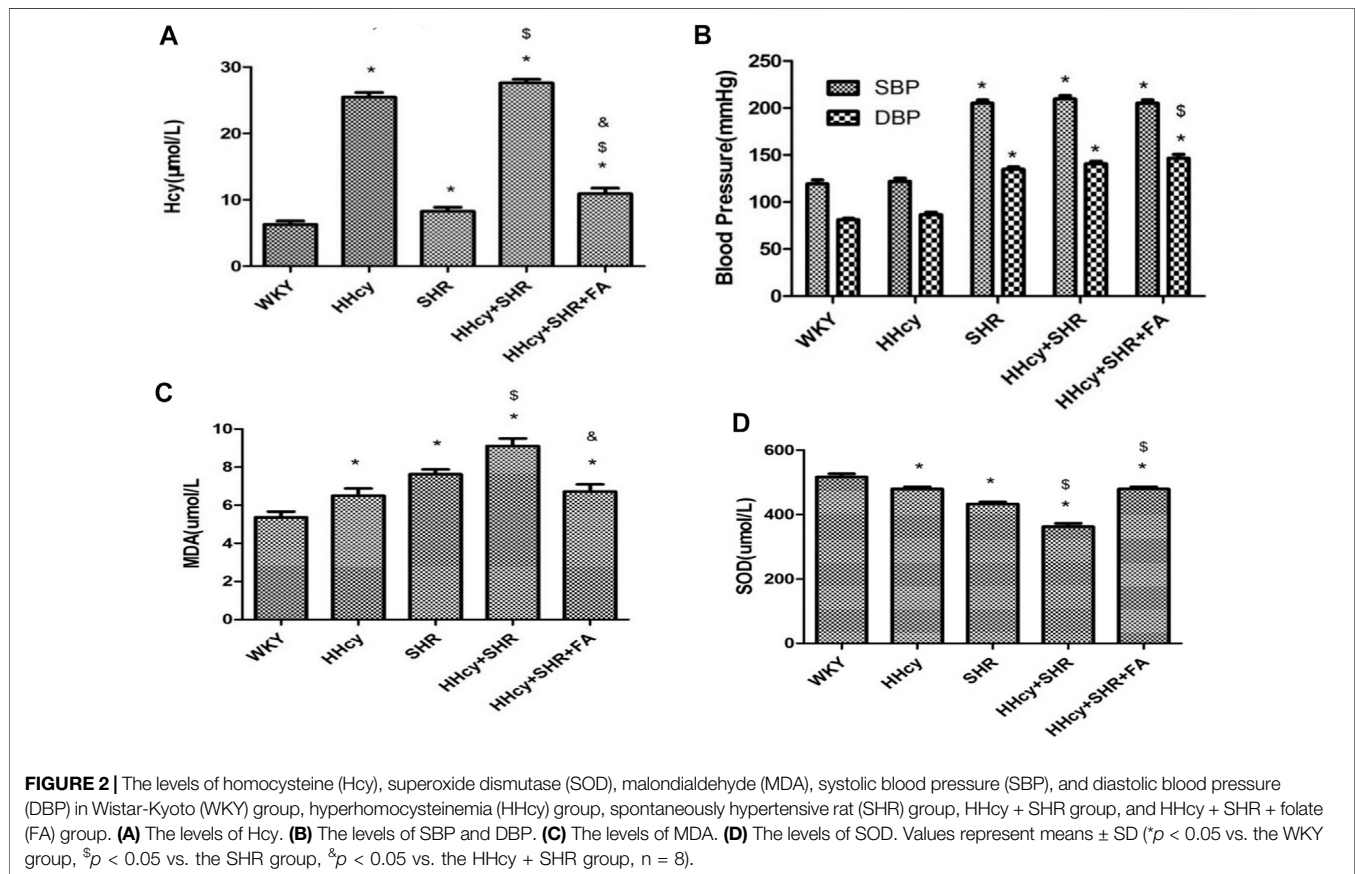 A
Hcy(µmol/L)
30
20
10
0
*
*
$
*
&
$
*
WKY
HHcy
SHR
HHcy+SHR
HHcy+SHR+FA
B
Blood Pressure(mmHg)
250
200
150
100
50
0
SBP
DBP
*
*
*
*
*
$
*
WKY
HHcy
SHR
HHcy+SHR
HHcy+SHR+FA
C
MDA(umol/L
10
8
6
4
2
0
*
*
$
*
&
*
WKY
HHcy
SHR
HHcy+SHR
HHcy+SHR+FA
D
SOD(umol/L)
600
400
200
0
*
*
$
*
$
*
WKY
HHcy
SHR
HHcy+SHR
HHcy+SHR+FA
FIGURE 2 | The levels of homocysteine (Hcy), superoxide dismutase (SOD), malondialdehyde (MDA), systolic blood pressure (SBP), and diastolic blood pressure
(DBP) in Wistar-Kyoto (WKY) group, hyperhomocysteinemia (HHcy) group, spontaneously hypertensive rat (SHR) group, HHcy + SHR group, and HHcy + SHR + folate
(FA) group. (A) The levels of Hcy. (B) The levels of SBP and DBP. (C) The levels of MDA. (D) The levels of SOD. Values represent means ± SD (*p < 0.05 vs. the WKY
group, $p < 0.05 vs. the SHR group, &p < 0.05 vs. the HHcy + SHR group, n = 8).